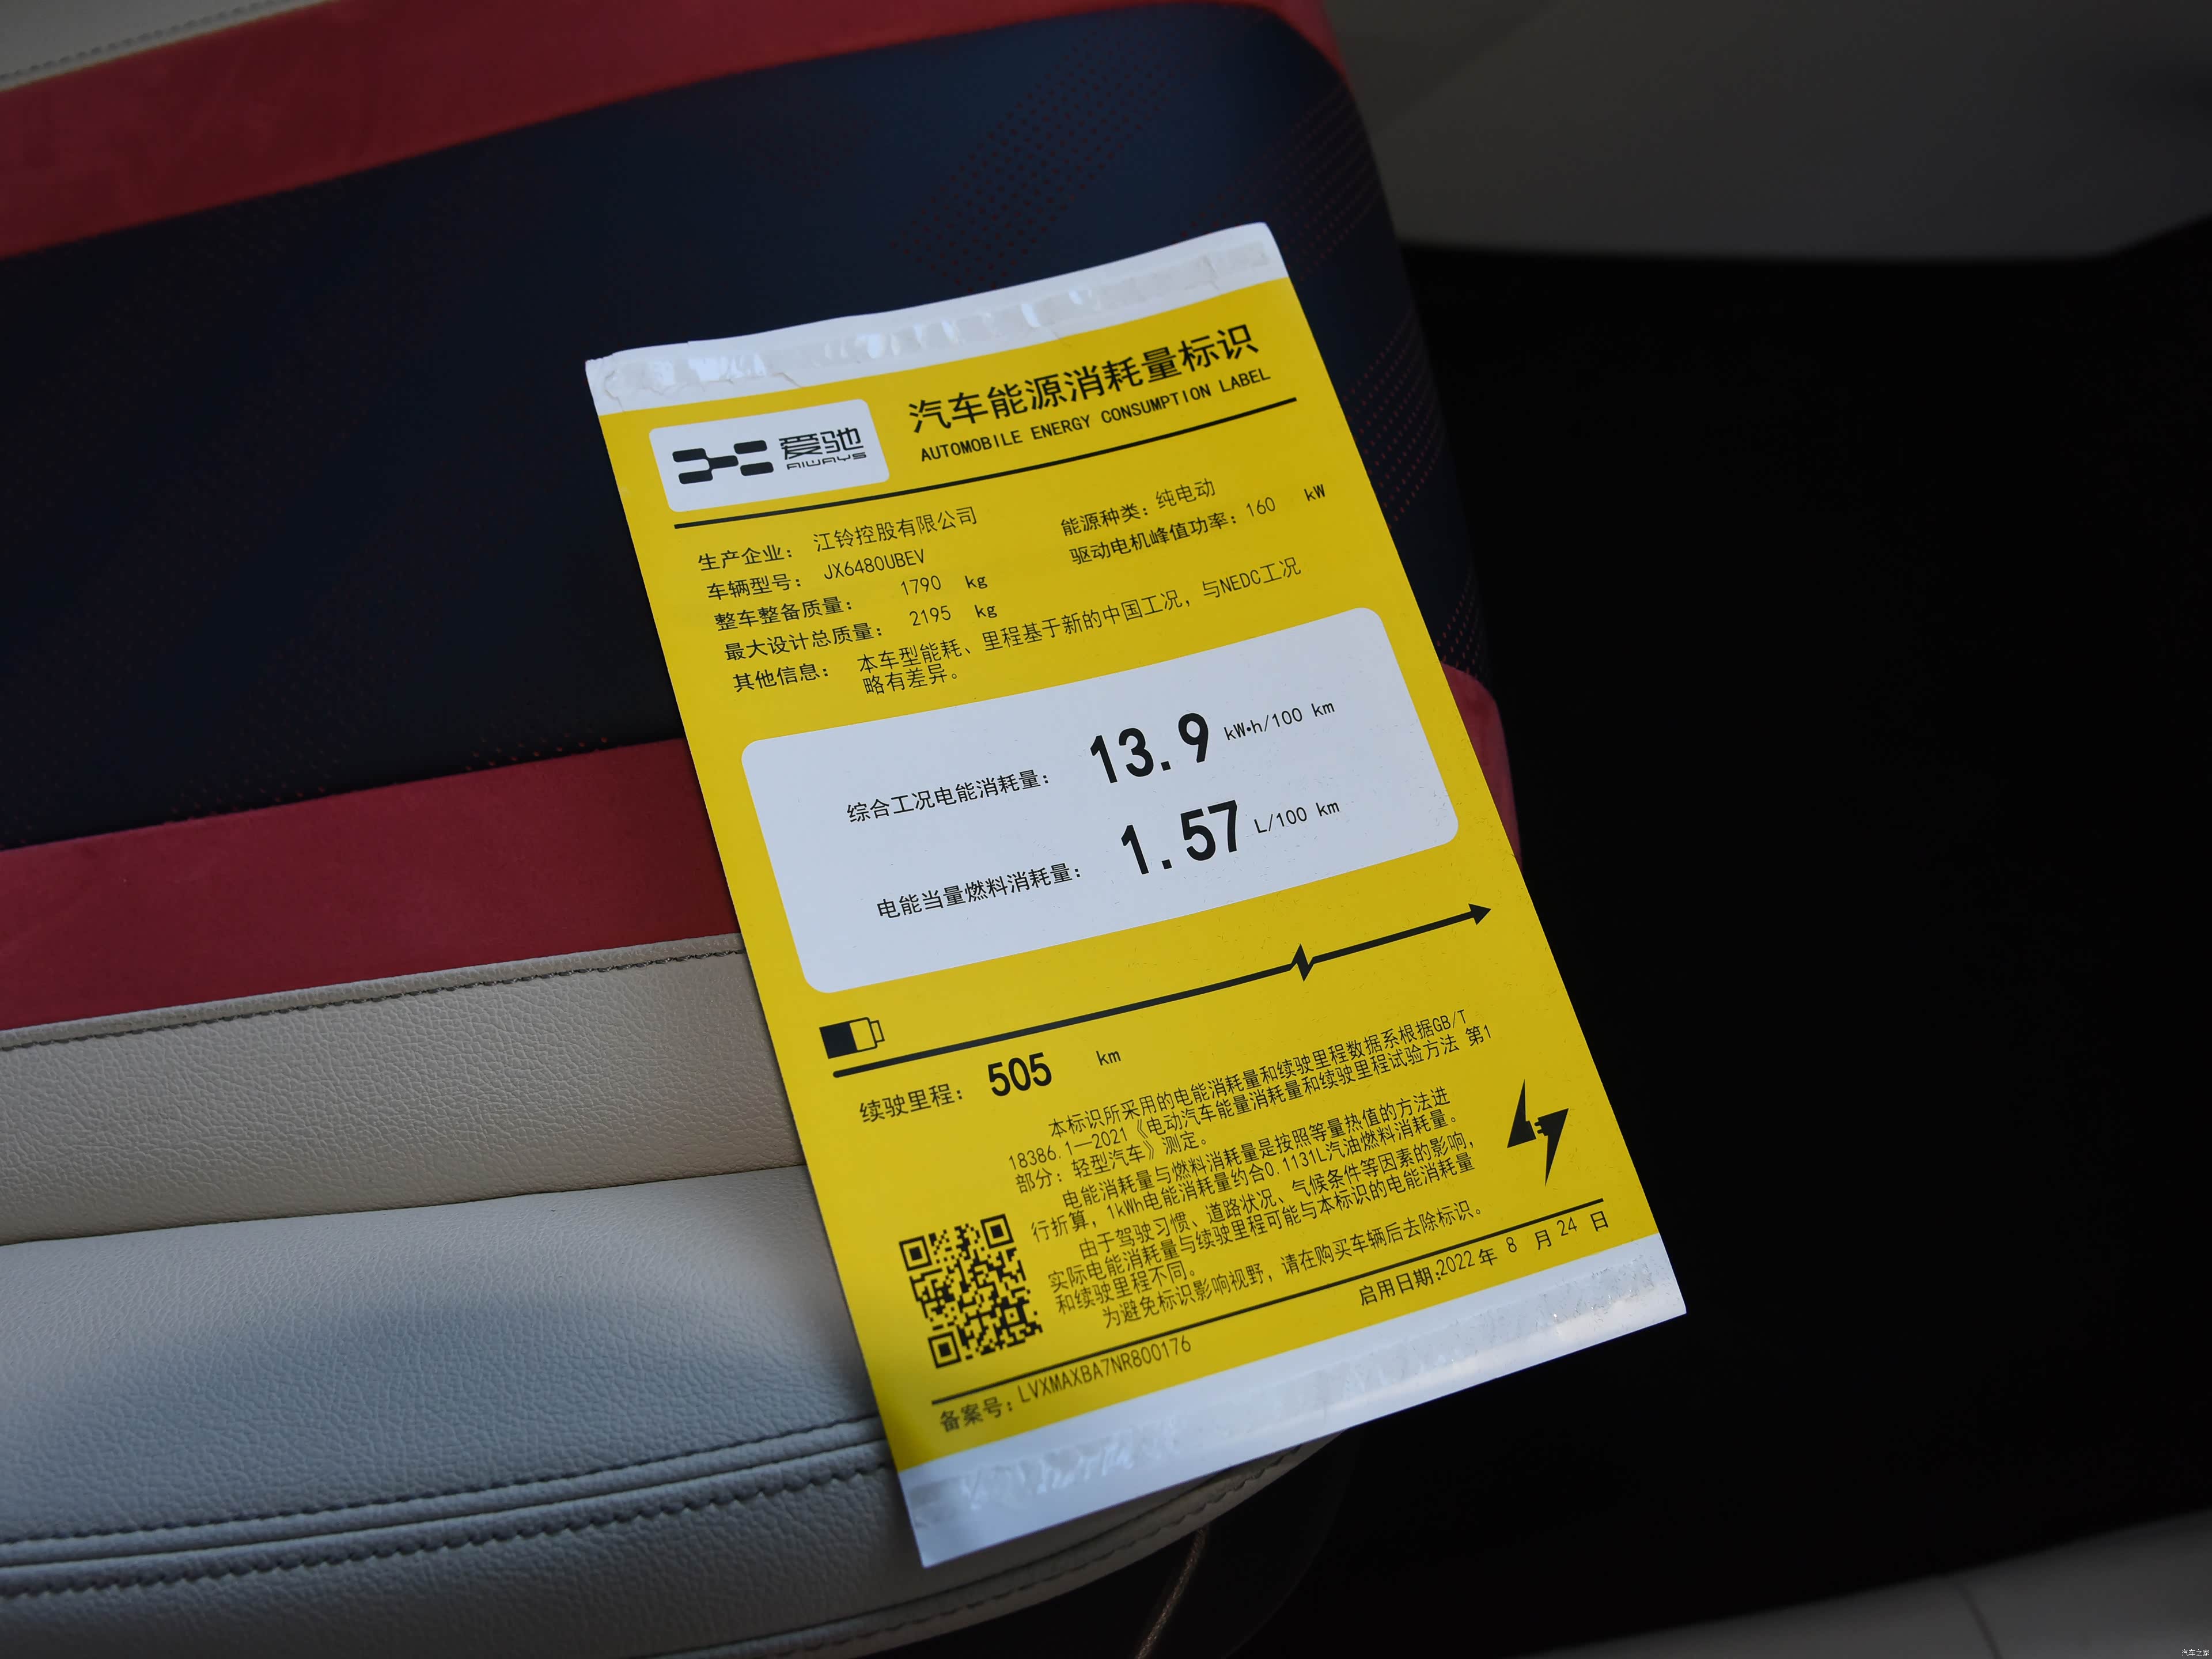 爱驰
AIWAYS
汽车能源消耗量标识
AUTOMOBILE ENERGY CONSUMPTION LABEL
生产企业： 江铃控股有限公司
能源种类：纯电动
车辆型号： JX6480UBEV
驱动电机峰值功率：160 kW
整车整备质量： 1790 kg
最大设计总质量： 2195 kg
其他信息： 本车型能耗、里程基于新的中国工况，与NEDC工况
略有差异。
综合工况电能消耗量： 13.9 kW·h/100 km
电能当量燃料消耗量： 1.57 L/100 km
续驶里程： 505 km
本标识所采用的电能消耗量和续驶里程数据系根据GB/T
18386.1—2021《电动汽车能量消耗量和续驶里程试验方法 第1
部分：轻型汽车》测定。
电能消耗量与燃料消耗量是按照等量热值的方法进
行折算，1kWh电能消耗量约合0.1131L汽油燃料消耗量。
由于驾驶习惯、道路状况、气候条件等因素的影响，
实际电能消耗量与续驶里程可能与本标识的电能消耗量
和续驶里程不同。
为避免标识影响视野，请在购买车辆后去除标识。
启用日期:2022年 8 月 24 日
备案号：LVXMAXBA7NR800176
汽车之家